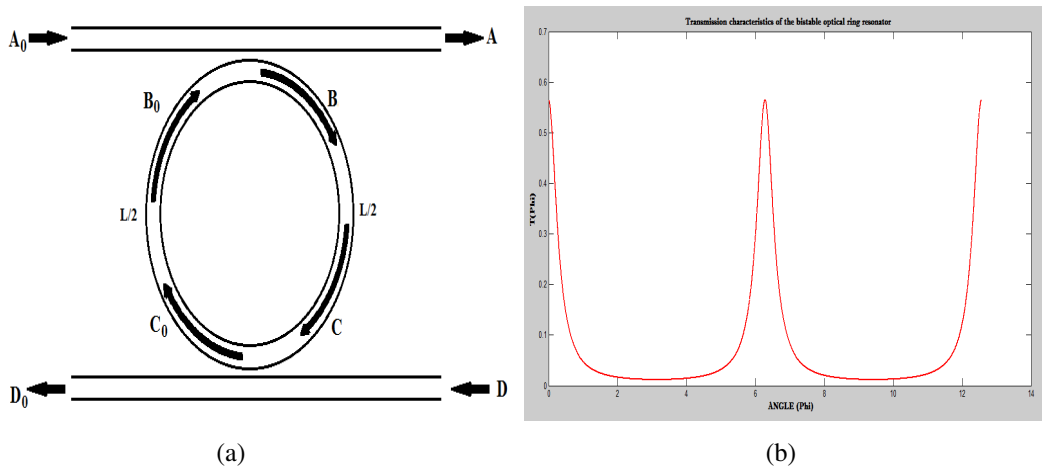 A₀
A
B₀
B
L/2
L/2
C₀
C
D₀
D
(a)
Transmission characteristics of the bistable optical ring resonator
0.7
0.6
0.5
0.4
0.3
0.2
0.1
0
T(Phi)
0 2 4 6 8 10 12 14
ANGLE (Phi)
(b)